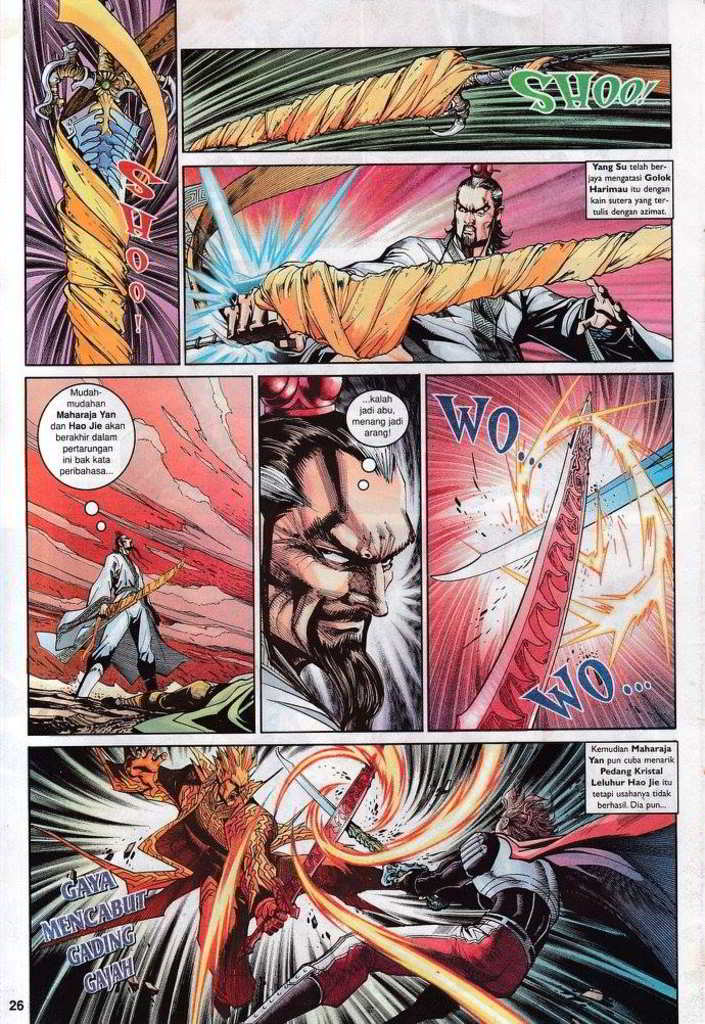 SHOO!
SHOO!
Yang Su telah ber-
jaya mengatasi Golok
Harimau itu dengan
kain sutera yang ter-
tulis dengan azimat.
Mudah-
mudahan
Maharaja Yan
dan Hao Jie akan
berakhir dalam
pertarungan
ini bak kata
peribahasa...
...kalah
jadi abu,
menang jadi
arang!
WO...
WO...
Kemudian Maharaja
Yan pun cuba menarik
Pedang Kristal
Leluhur Hao Jie itu
tetapi usahanya tidak
berhasil. Dia pun...
GAYA
MENCABUT
GADING
GAJAH
26